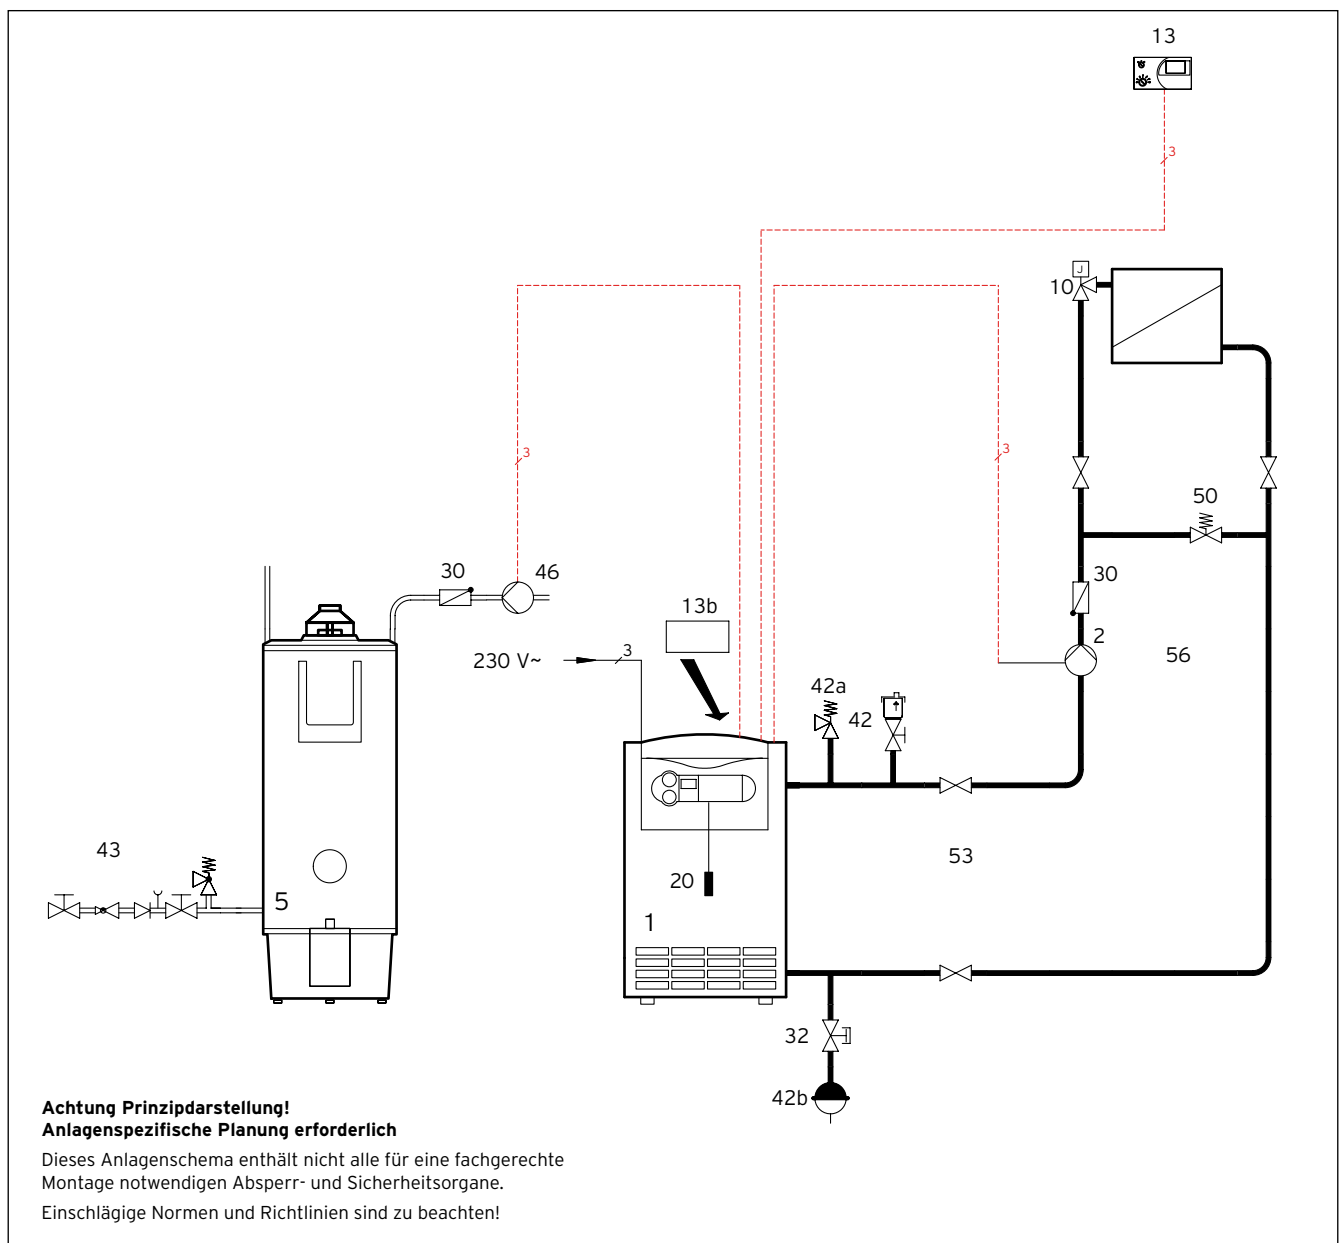 13
3
J
10
3
3
50
30
46
30
13b
2
3
230 V~
56
42a
42
43
53
20
5
1
32
42b
Achtung Prinzipdarstellung!
Anlagenspezifische Planung erforderlich
Dieses Anlagenschema enthält nicht alle für eine fachgerechte
Montage notwendigen Absperr- und Sicherheitsorgane.
Einschlägige Normen und Richtlinien sind zu beachten!